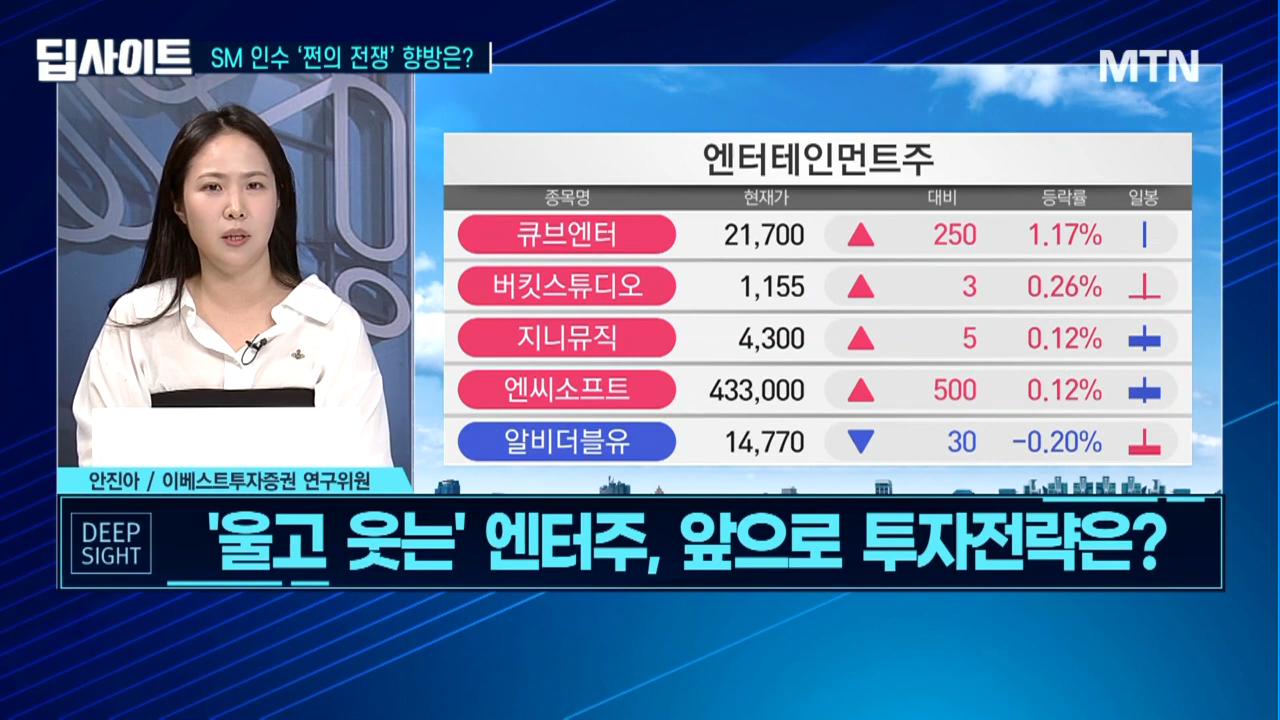 딥사이트 SM 인수 '쩐의 전쟁' 향방은?
MTN
엔터테인먼트주
종목명 현재가 대비 등락률 일봉
큐브엔터 21,700 ▲ 250 1.17%
버킷스튜디오 1,155 ▲ 3 0.26%
지니뮤직 4,300 ▲ 5 0.12%
엔씨소프트 433,000 ▲ 500 0.12%
알비더블유 14,770 ▼ 30 -0.20%
안진아 / 이베스트투자증권 연구위원
DEEP
SIGHT
'울고 웃는' 엔터주, 앞으로 투자전략은?